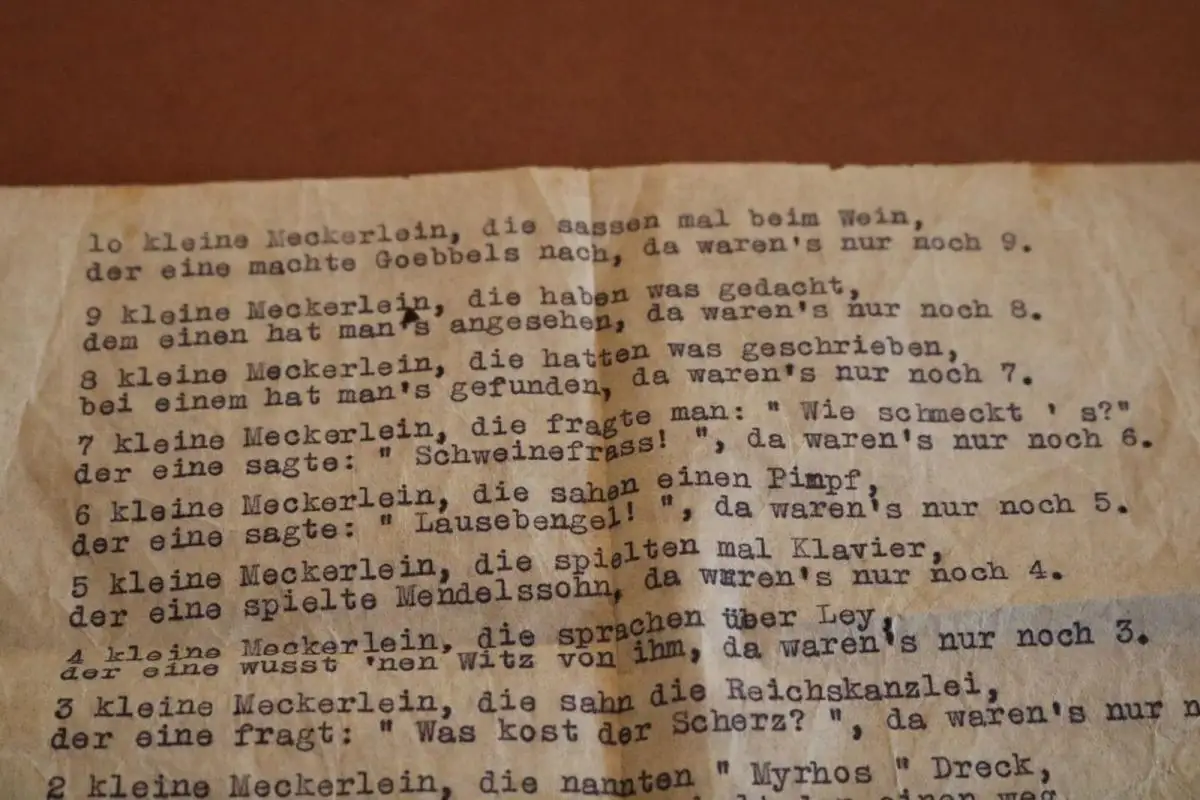 lo kleine Meckerlein, die sassen mal beim Wein,
der eine machte Goebbels nach, da waren's nur noch 9.
9 kleine Meckerlein, die haben was gedacht,
dem einen hat man's angesehen, da waren's nur noch 8.
8 kleine Meckerlein, die hatten was geschrieben,
bei einem hat man's gefunden, da waren's nur noch 7.
7 kleine Meckerlein, die fragte man: " Wie schmeckt ' s?"
der eine sagte: " Schweinefrass! ", da waren's nur noch 6.
6 kleine Meckerlein, die sahen einen Pimpf,
der eine sagte: " Lausebengel! ", da waren's nur noch 5.
5 kleine Meckerlein, die spielten mal Klavier,
der eine spielte Mendelssohn, da waren's nur noch 4.
4 kleine Meckerlein, die sprachen über Ley,
der eine wusst 'nen Witz von ihm, da waren's nur noch 3.
3 kleine Meckerlein, die sahn die Reichskanzlei,
der eine fragt: " Was kost der Scherz? ", da waren's nur n
2 kleine Meckerlein, die nannten " Myrhos " Dreck,
einen weg